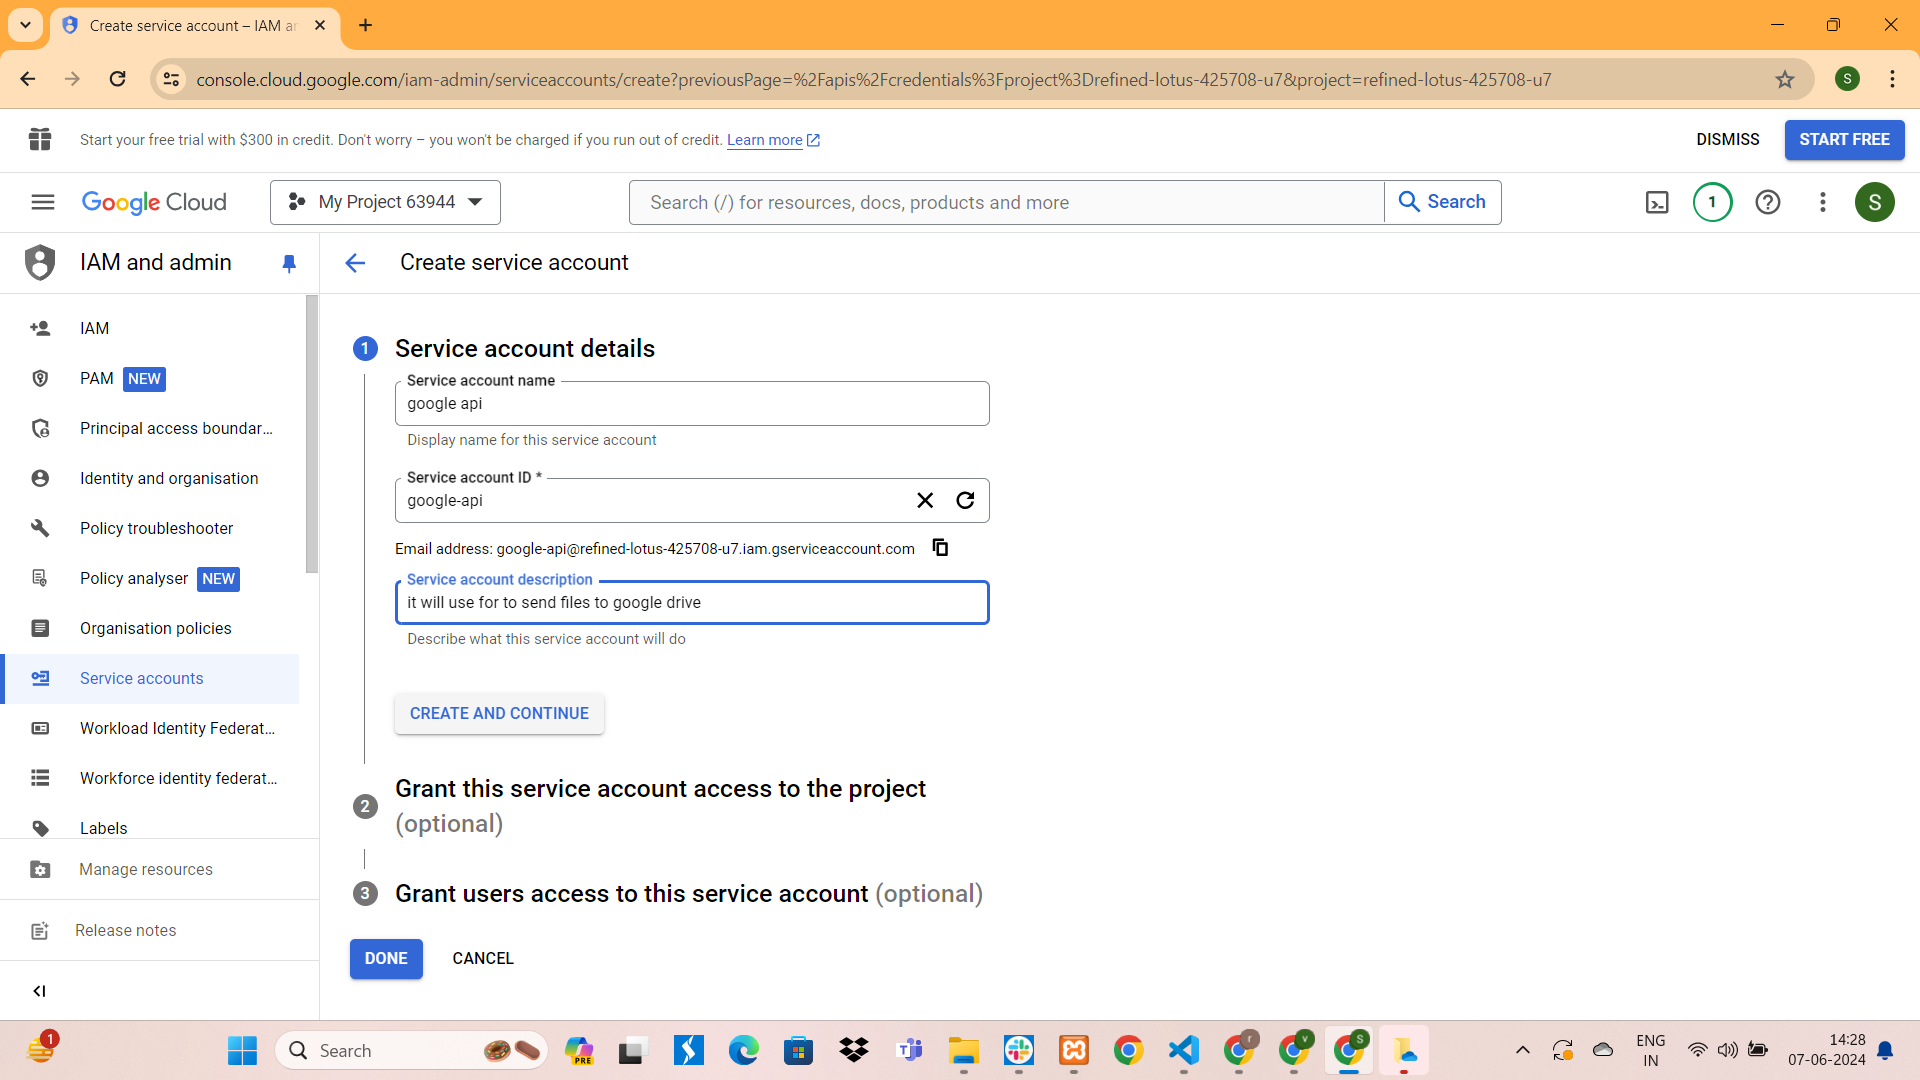 Create service account – IAM ar
console.cloud.google.com/iam-admin/serviceaccounts/create?previousPage=%2Fapis%2Fcredentials%3Fproject%3Drefined-lotus-425708-u7&project=refined-lotus-425708-u7
S
Start your free trial with $300 in credit. Don't worry – you won't be charged if you run out of credit. Learn more
DISMISS
START FREE
Google Cloud
My Project 63944
Search (/) for resources, docs, products and more
Search
1
S
IAM and admin
Create service account
IAM
PAM NEW
Principal access boundar...
Identity and organisation
Policy troubleshooter
Policy analyser NEW
Organisation policies
Service accounts
Workload Identity Federat...
Workforce identity federat...
Labels
Manage resources
Release notes
1 Service account details
Service account name
google api
Display name for this service account
Service account ID *
google-api
Email address: google-api@refined-lotus-425708-u7.iam.gserviceaccount.com
Service account description
it will use for to send files to google drive
Describe what this service account will do
CREATE AND CONTINUE
2 Grant this service account access to the project
(optional)
3 Grant users access to this service account (optional)
DONE
CANCEL
1
Search
PRE
T
r
v
S
ENG
IN
14:28
07-06-2024